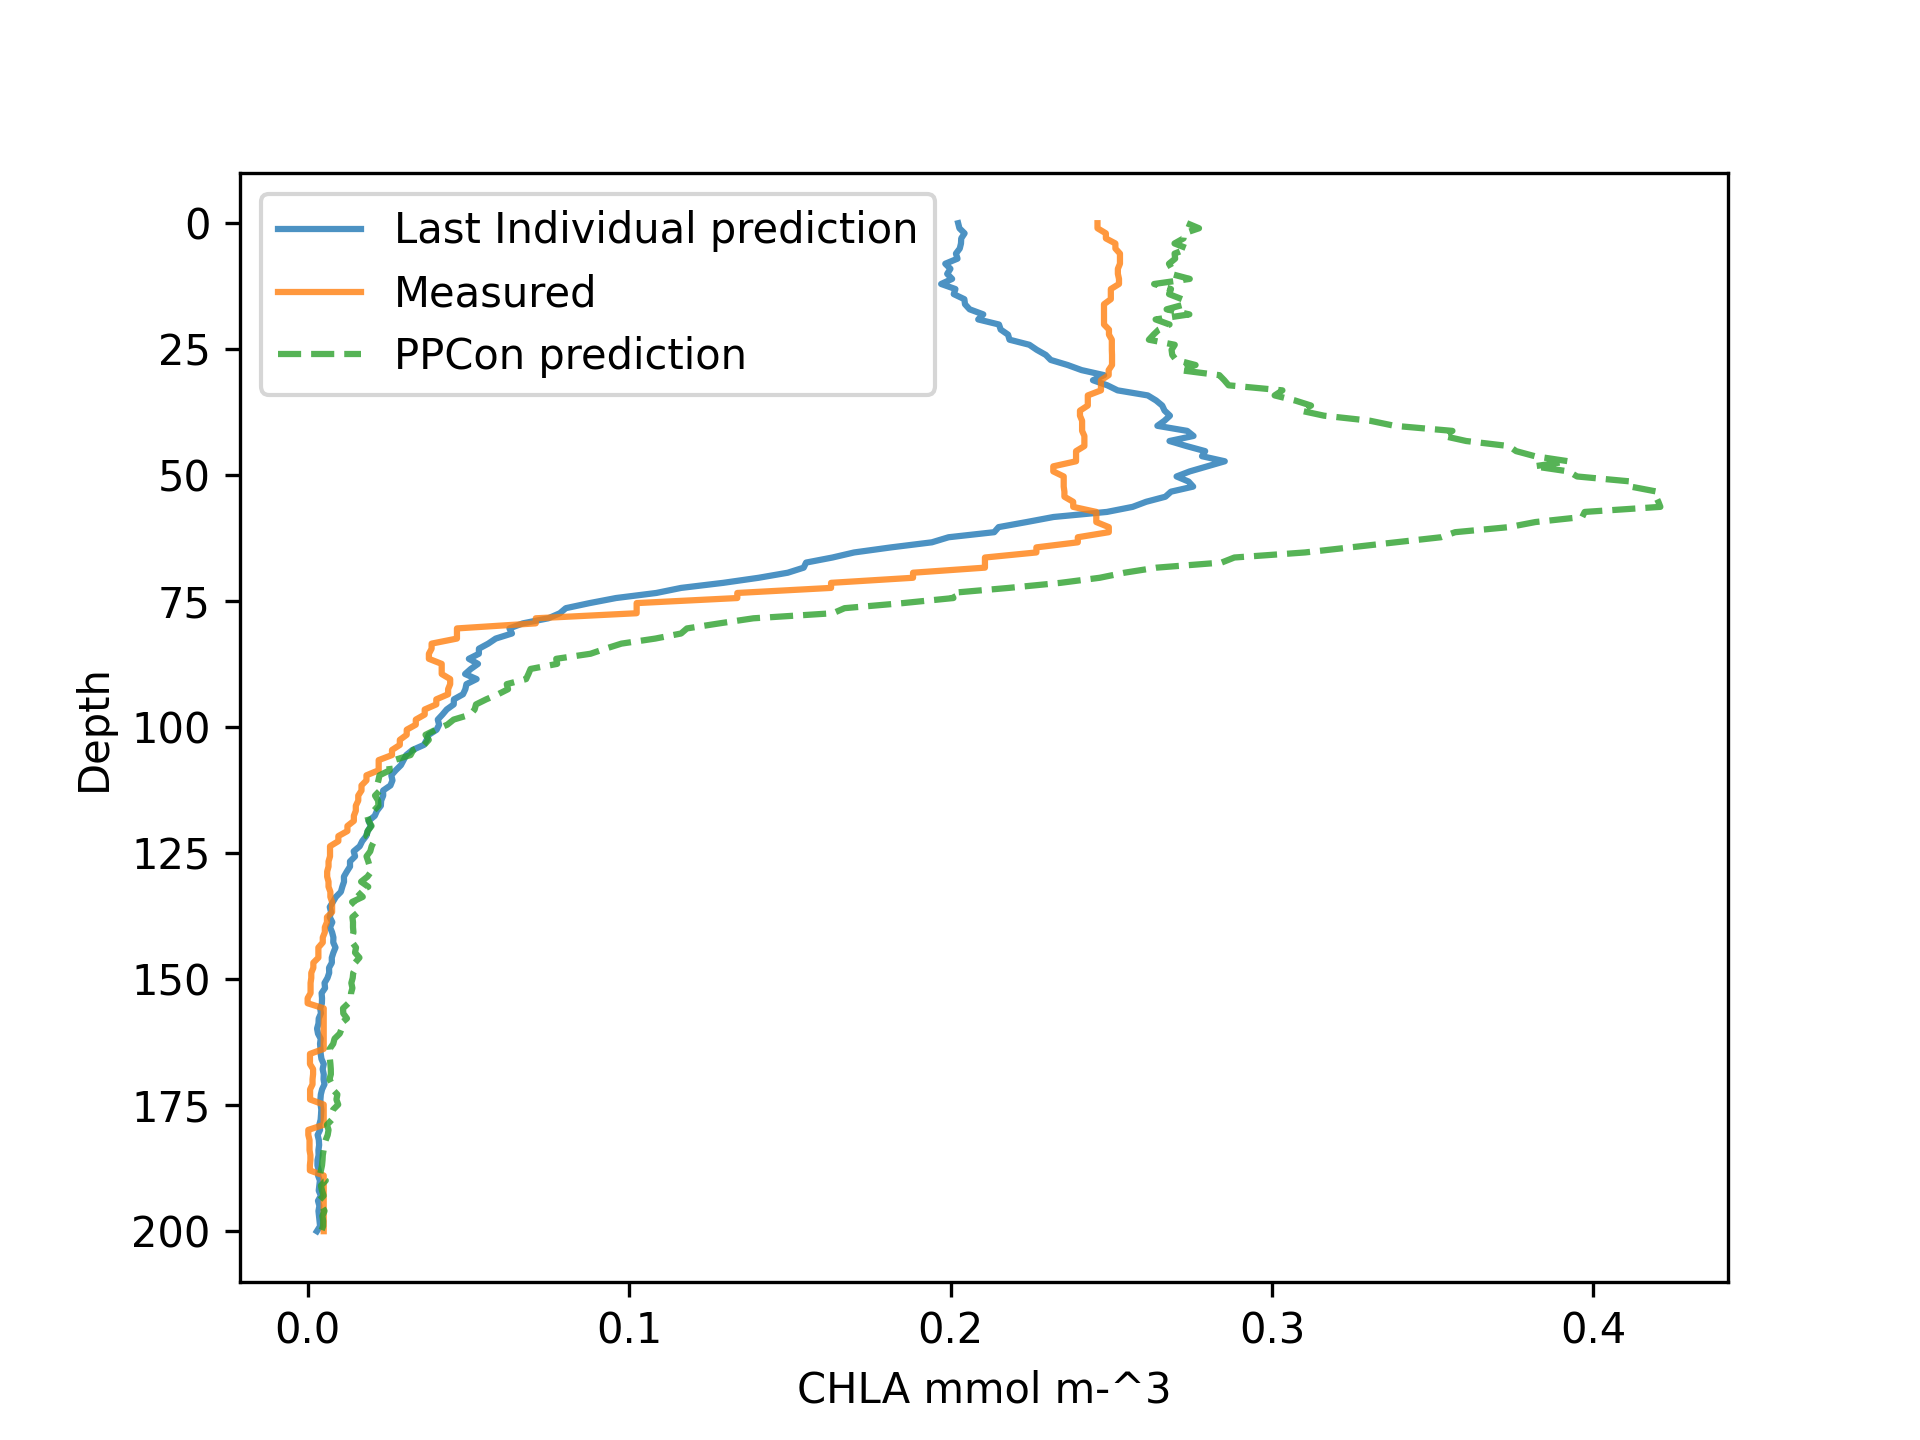 Last Individual prediction
Measured
PPCon prediction
0
25
50
75
100
125
150
175
200
Depth
0.0 0.1 0.2 0.3 0.4
CHLA mmol m-^3